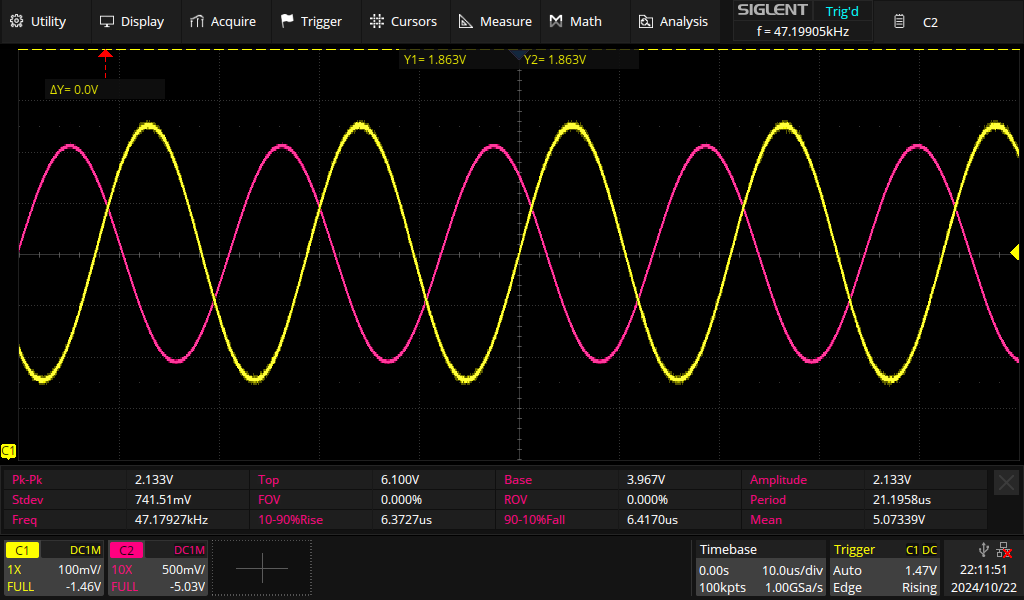 Utility Display Acquire Trigger Cursors Measure Math Analysis SIGLENT Trig'd C2
f = 47.19905kHz
Y1= 1.863V Y2= 1.863V
ΔY= 0.0V
C1
Pk-Pk 2.133V Top 6.100V Base 3.967V Amplitude 2.133V
Stdev 741.51mV FOV 0.000% ROV 0.000% Period 21.1958us
Freq 47.17927kHz 10-90%Rise 6.3727us 90-10%Fall 6.4170us Mean 5.07339V
C1 DC1M C2 DC1M Timebase Trigger C1 DC
1X 100mV/ 10X 500mV/ 0.00s 10.0us/div Auto 1.47V 22:11:51
FULL -1.46V FULL -5.03V 100kpts 1.00GSa/s Edge Rising 2024/10/22